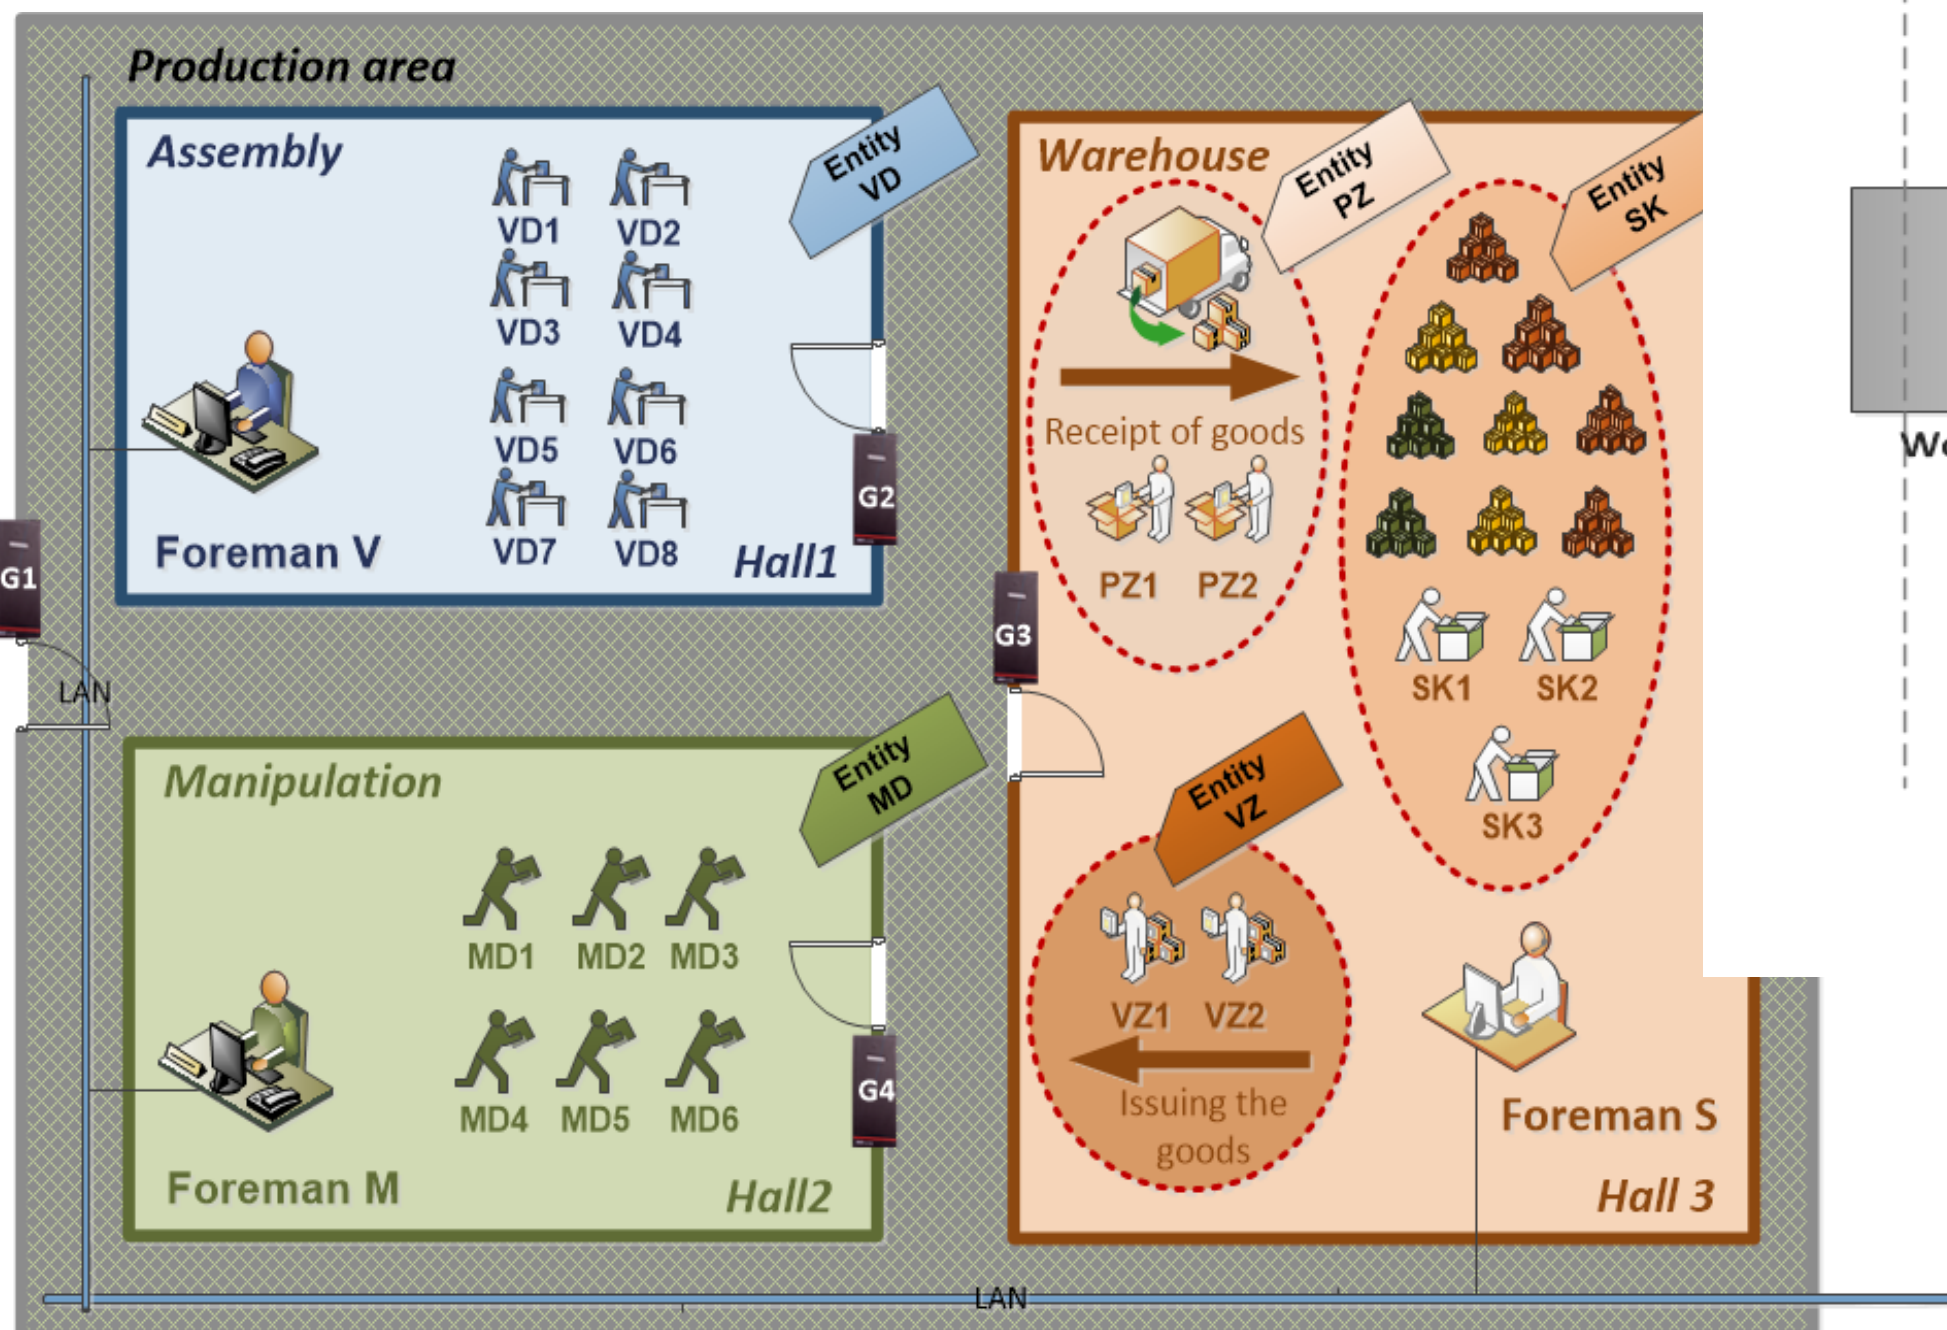 Production area
Assembly
Entity
VD
VD1 VD2
VD3 VD4
VD5 VD6
VD7 VD8
Foreman V
Hall1
G1
G2
LAN
Manipulation
Entity
MD
MD1 MD2 MD3
MD4 MD5 MD6
Foreman M
Hall2
G4
Warehouse
Entity
PZ
Entity
SK
Receipt of goods
PZ1 PZ2
G3
SK1 SK2
SK3
Entity
VZ
VZ1 VZ2
Issuing the
goods
Foreman S
Hall 3
LAN